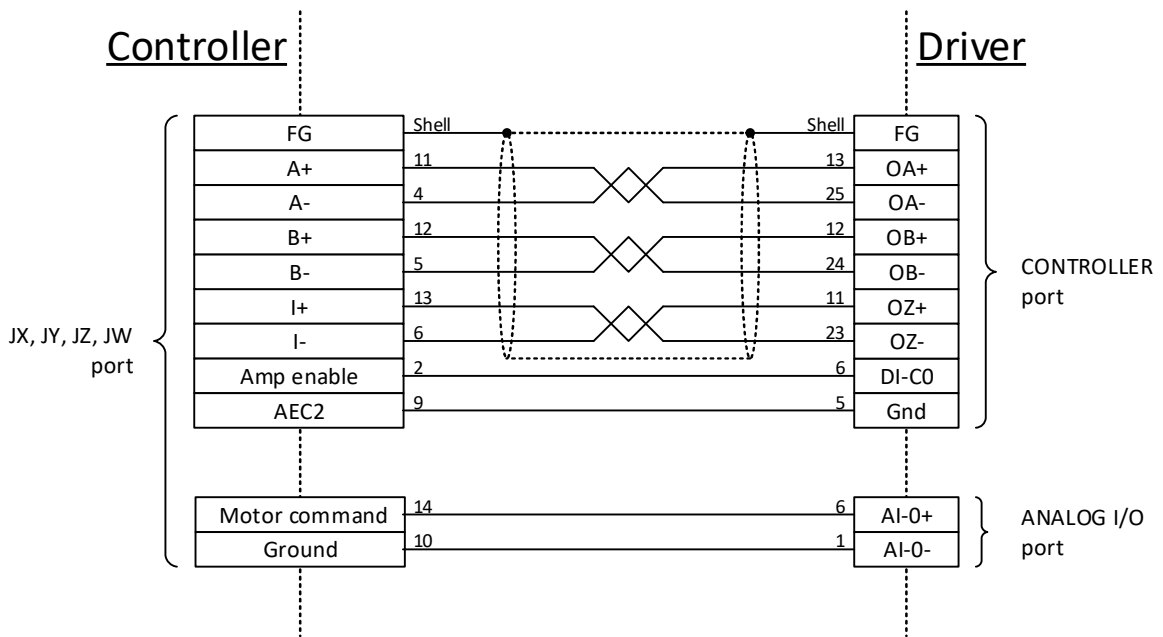 Controller
Driver
FG Shell Shell FG
A+ 11 13 OA+
A- 4 25 OA-
B+ 12 12 OB+
B- 5 24 OB-
I+ 13 11 OZ+
I- 6 23 OZ-
Amp enable 2 6 DI-C0
AEC2 9 5 Gnd
JX, JY, JZ, JW
port
CONTROLLER
port
Motor command 14 6 AI-0+
Ground 10 1 AI-0-
ANALOG I/O
port